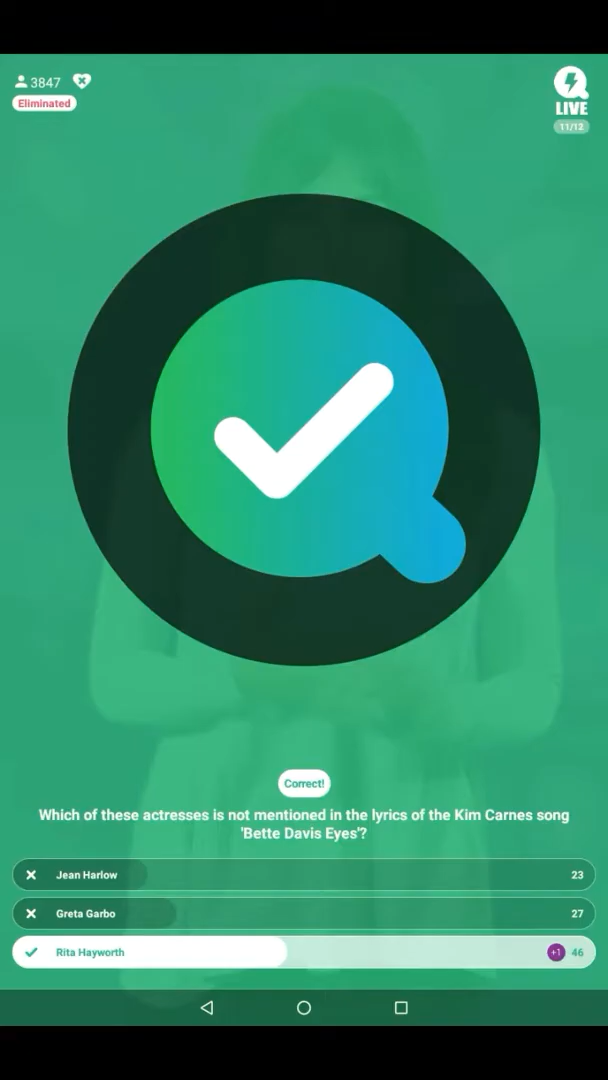 3847
Eliminated
LIVE
11/12
Correct!
Which of these actresses is not mentioned in the lyrics of the Kim Carnes song
'Bette Davis Eyes'?
Jean Harlow 23
Greta Garbo 27
Rita Hayworth +1 46